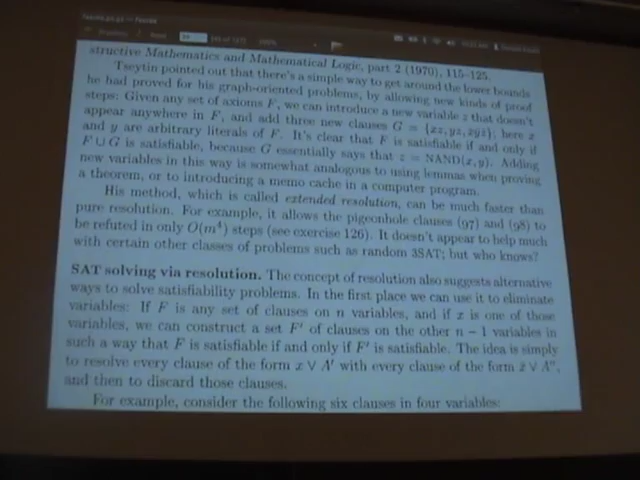 structive Mathematics and Mathematical Logic, part 2 (1970), 115–125.
Tseytin pointed out that there's a simple way to get around the lower bounds
he had proved for his graph-oriented problems, by allowing new kinds of proof
steps: Given any set of axioms F, we can introduce a new variable z that doesn't
appear anywhere in F, and add three new clauses G = {xz, yz, x̄ȳz̄}; here x
and y are arbitrary literals of F. It's clear that F is satisfiable if and only if
F ∪ G is satisfiable, because G essentially says that z = NAND(x, y). Adding
new variables in this way is somewhat analogous to using lemmas when proving
a theorem, or to introducing a memo cache in a computer program.
His method, which is called extended resolution, can be much faster than
pure resolution. For example, it allows the pigeonhole clauses (97) and (98) to
be refuted in only O(m⁴) steps (see exercise 126). It doesn't appear to help much
with certain other classes of problems such as random 3SAT; but who knows?
SAT solving via resolution. The concept of resolution also suggests alternative
ways to solve satisfiability problems. In the first place we can use it to eliminate
variables: If F is any set of clauses on n variables, and if x is one of those
variables, we can construct a set F′ of clauses on the other n − 1 variables in
such a way that F is satisfiable if and only if F′ is satisfiable. The idea is simply
to resolve every clause of the form x ∨ A′ with every clause of the form x̄ ∨ A″,
and then to discard those clauses.
For example, consider the following six clauses in four variables: